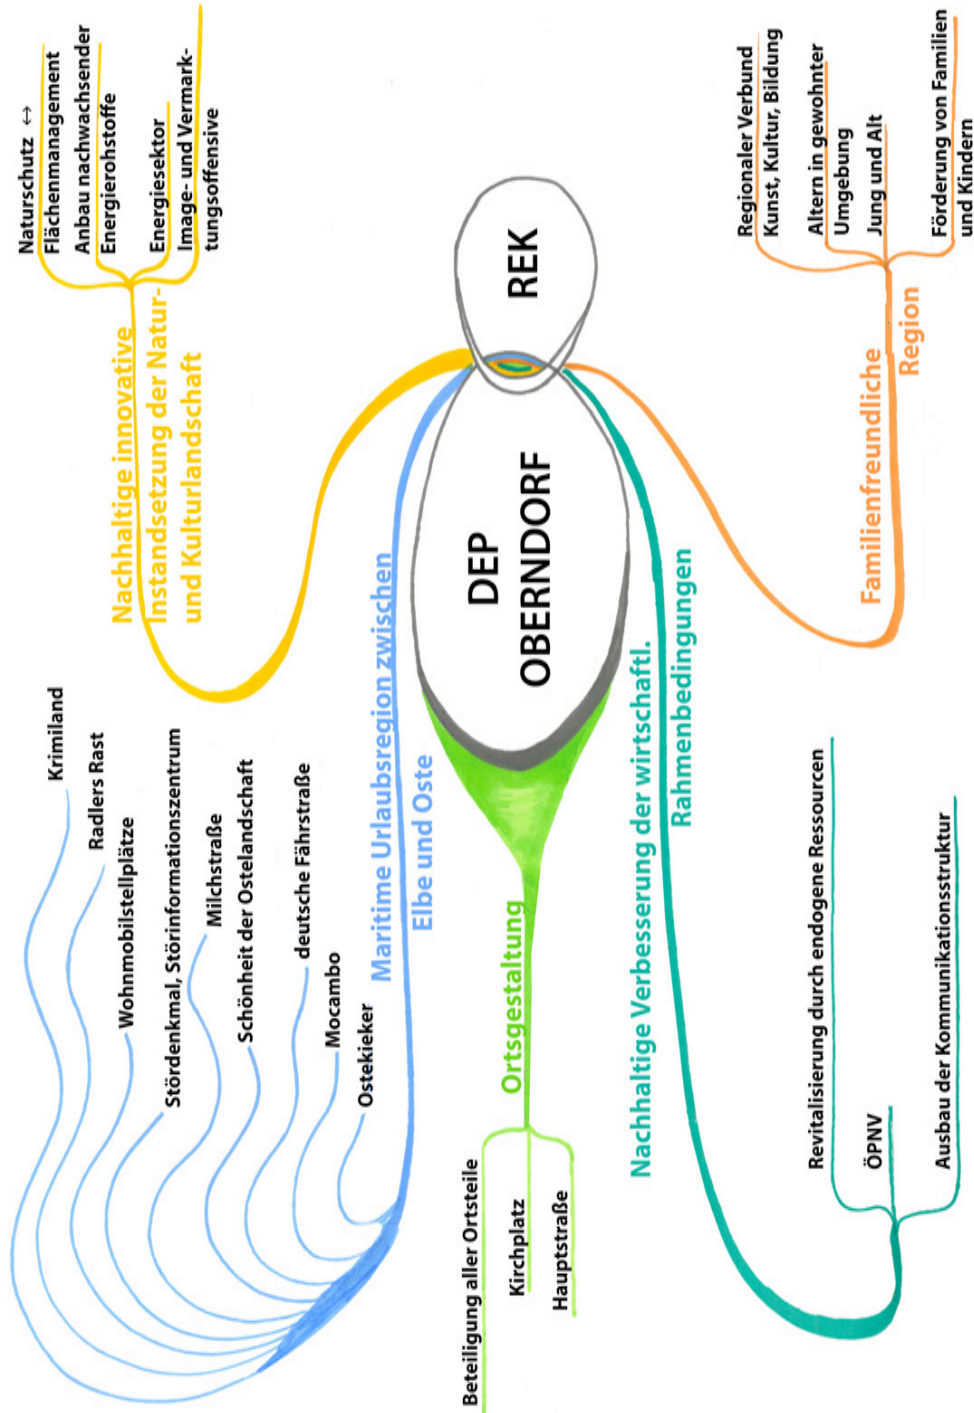 Krimiland
Radlers Rast
Wohnmobilstellplätze
Stördenkmal, Störinformationszentrum
Milchstraße
Schönheit der Ostelandschaft
deutsche Fährstraße
Mocambo
Ostekieker
Maritime Urlaubsregion zwischen
Elbe und Oste
Nachhaltige innovative
Instandsetzung der Natur-
und Kulturlandschaft
Naturschutz ↔
Flächenmanagement
Anbau nachwachsender
Energierohstoffe
Energiesektor
Image- und Vermark-
tungsoffensive
Beteiligung aller Ortsteile
Kirchplatz
Hauptstraße
Ortsgestaltung
DEP
OBERNDORF
REK
Nachhaltige Verbesserung der wirtschaftl.
Rahmenbedingungen
Revitalisierung durch endogene Ressourcen
ÖPNV
Ausbau der Kommunikationsstruktur
Familienfreundliche
Region
Regionaler Verbund
Kunst, Kultur, Bildung
Altern in gewohnter
Umgebung
Jung und Alt
Förderung von Familien
und Kindern